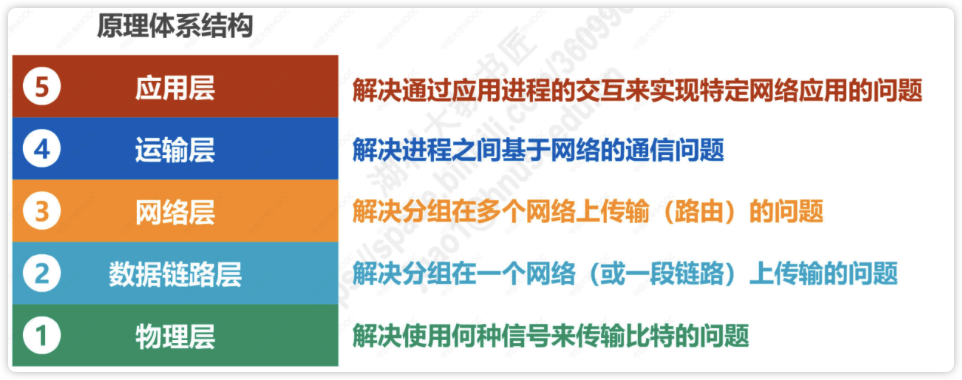 原理体系结构
5 应用层 解决通过应用进程的交互来实现特定网络应用的问题
4 运输层 解决进程之间基于网络的通信问题
3 网络层 解决分组在多个网络上传输（路由）的问题
2 数据链路层 解决分组在一个网络（或一段链路）上传输的问题
1 物理层 解决使用何种信号来传输比特的问题